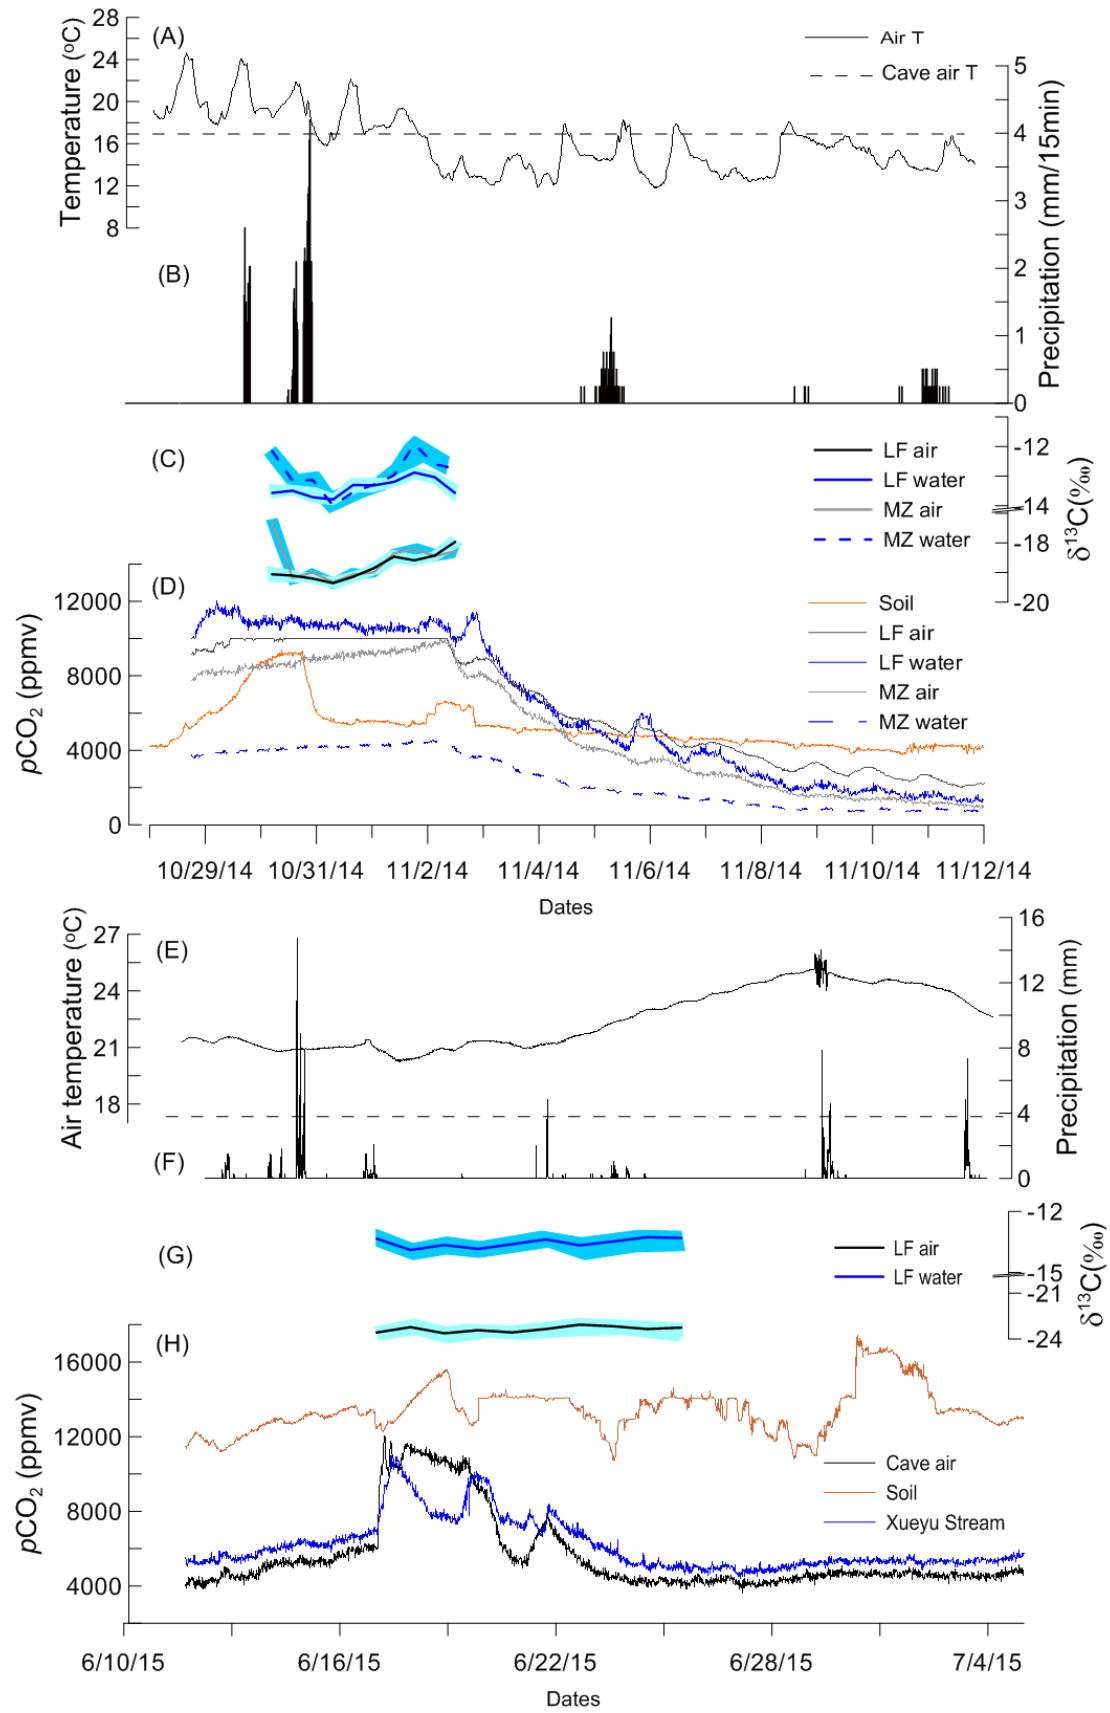 (A)
Temperature (oC)
28
24
20
16
12
8
Air T
Cave air T
5
4
3
2
1
0
Precipitation (mm/15min)
(B)
(C)
LF air
LF water
MZ air
MZ water
-12
-14
-18
-20
δ13C(‰)
(D)
pCO2 (ppmv)
12000
8000
4000
0
Soil
LF air
LF water
MZ air
MZ water
10/29/14 10/31/14 11/2/14 11/4/14 11/6/14 11/8/14 11/10/14 11/12/14
Dates
(E)
Air temperature (oC)
27
24
21
18
16
12
8
4
0
Precipitation (mm)
(F)
(G)
LF air
LF water
-12
-15
-21
-24
δ13C(‰)
(H)
pCO2 (ppmv)
16000
12000
8000
4000
Cave air
Soil
Xueyu Stream
6/10/15 6/16/15 6/22/15 6/28/15 7/4/15
Dates